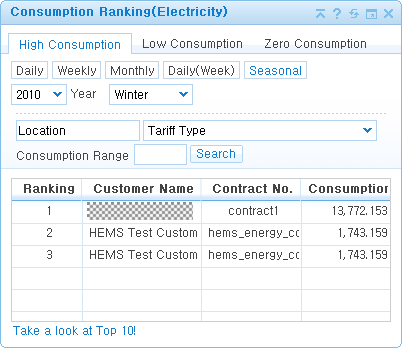 Consumption Ranking(Electricity)
High Consumption Low Consumption Zero Consumption
Daily Weekly Monthly Daily(Week) Seasonal
2010 Year Winter
Location Tariff Type
Consumption Range Search
Ranking Customer Name Contract No. Consumption
1 contract1 13,772.153
2 HEMS Test Custom hems_energy_cc 1,743.159
3 HEMS Test Custom hems_energy_cc 1,743.159
Take a look at Top 10!